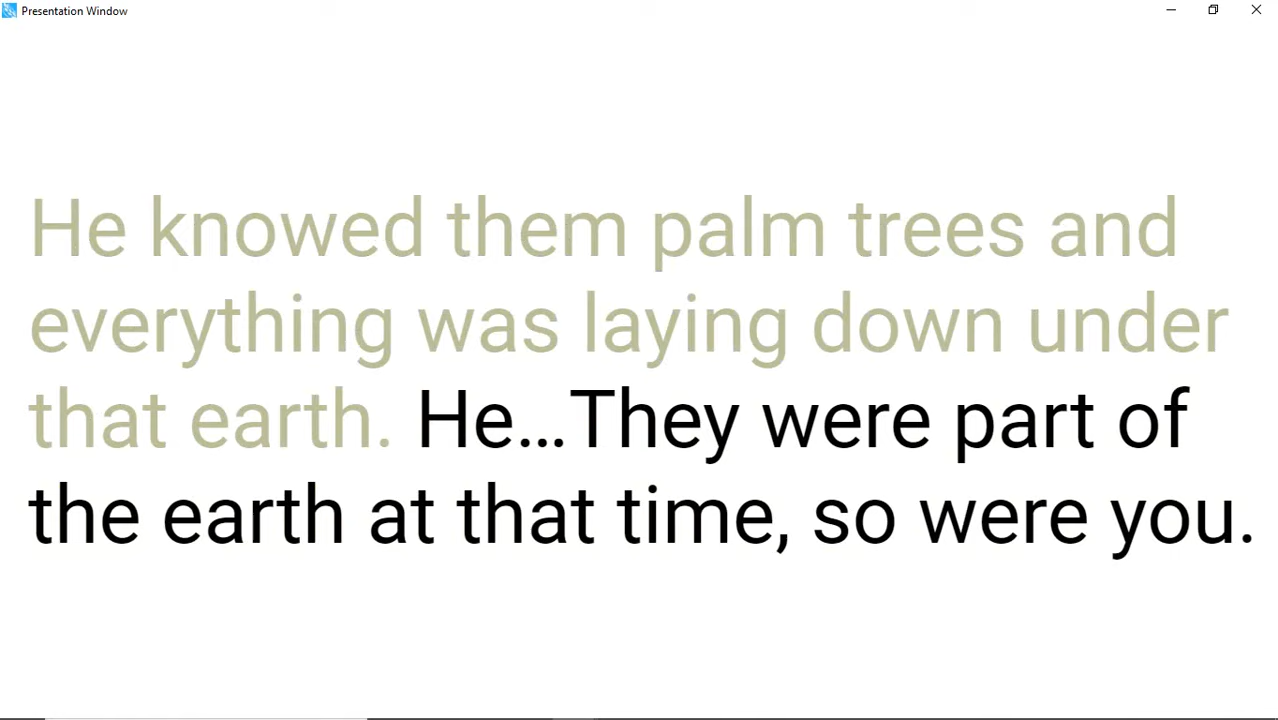 Presentation Window
He knowed them palm trees and
everything was laying down under
that earth. He...They were part of
the earth at that time, so were you.